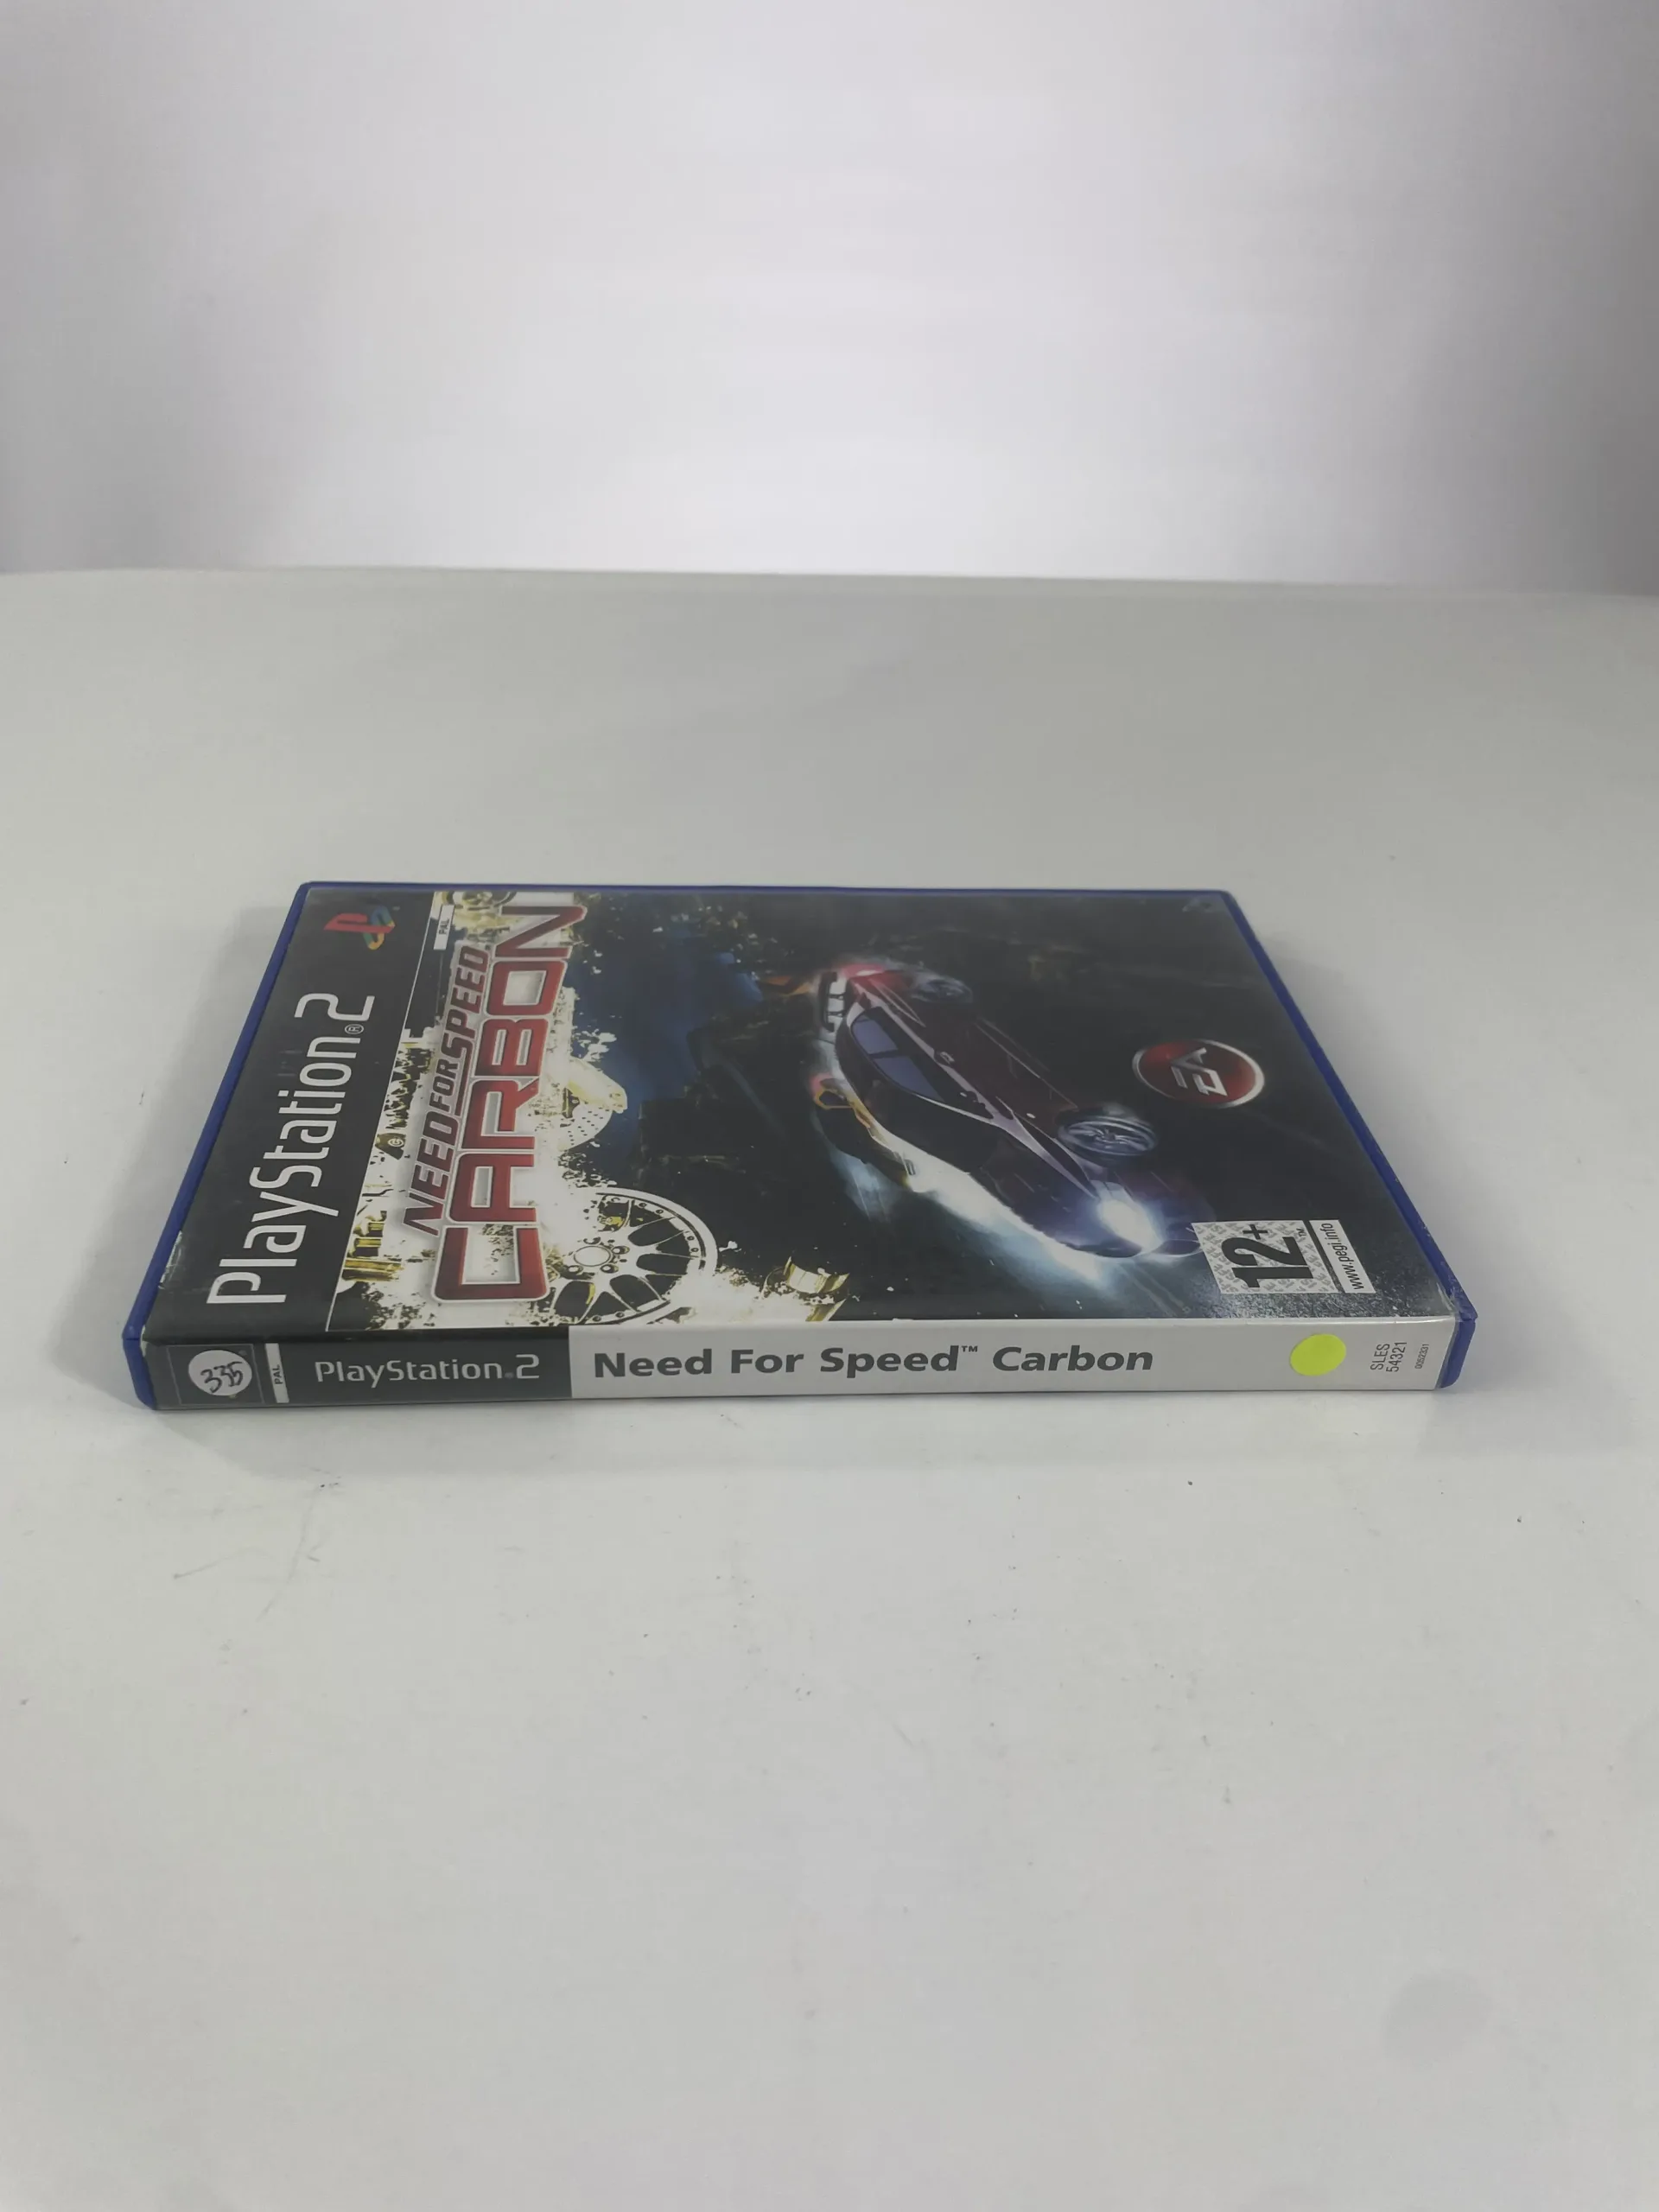 PlayStation®2
PAL
NEED FOR SPEED
CARBON
EA
12+
www.pegi.info
335
PAL
PlayStation®2
Need For Speed™ Carbon
SLES
54321